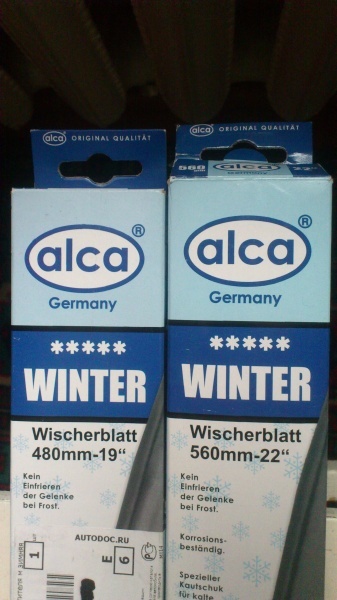 alca ORIGINAL QUALITÄT
alca®
Germany
*****
WINTER
Wischerblatt
480mm-19“
Kein
Einfrieren
der Gelenke
bei Frost.
AUTODOC.RU
1
E
6
alca ORIGINAL QUALITÄT
560
22“
alca®
Germany
*****
WINTER
Wischerblatt
560mm-22“
Kein
Einfrieren
der Gelenke
bei Frost.
Korrosions-
beständig.
Spezieller
Kautschuk
für kalte